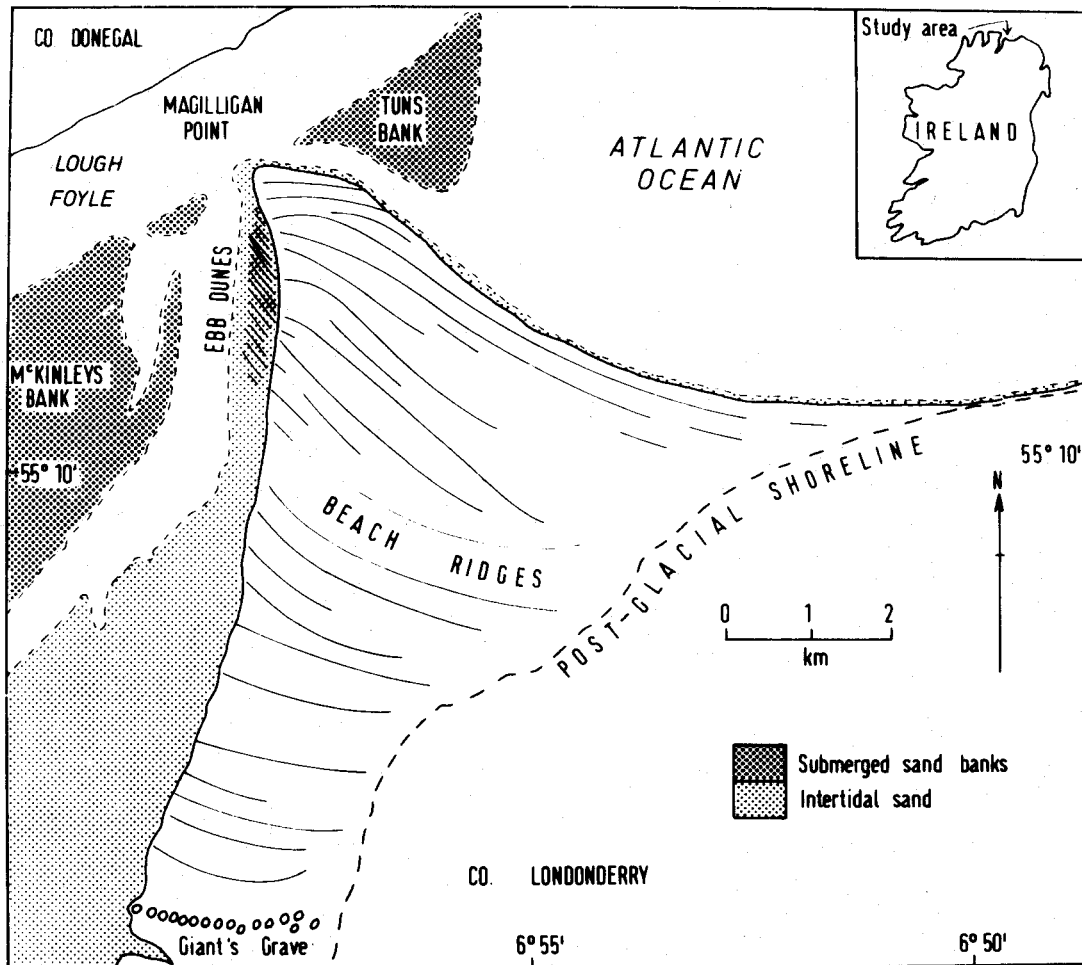 CO. DONEGAL
Study area
IRELAND
MAGILLIGAN
POINT
TUNS
BANK
ATLANTIC
OCEAN
LOUGH
FOYLE
EBB DUNES
McKINLEYS
BANK
55° 10'
55° 10'
N
BEACH RIDGES
POST-GLACIAL SHORELINE
0 1 2
km
Submerged sand banks
Intertidal sand
CO. LONDONDERRY
Giant's Grave
6° 55'
6° 50'